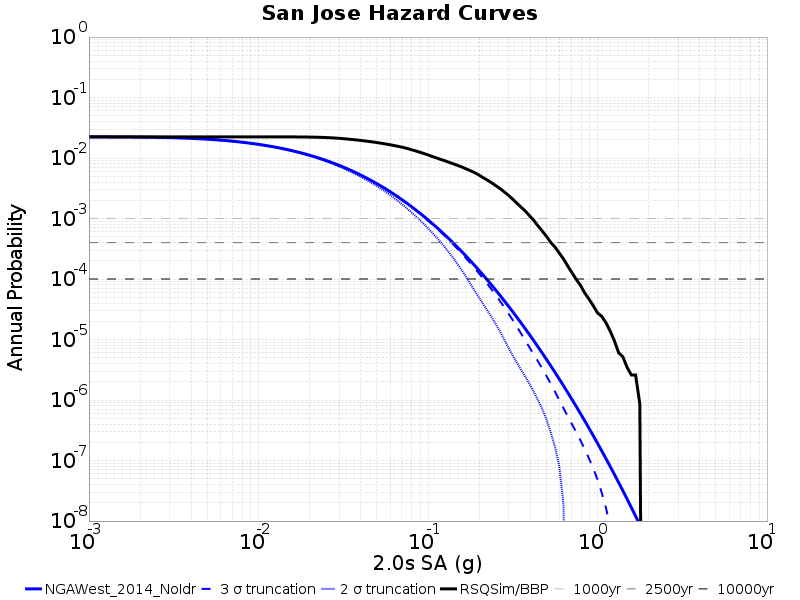 San Jose Hazard Curves
10^0
10^-1
10^-2
10^-3
10^-4
10^-5
10^-6
10^-7
10^-8
Annual Probability
10^-3 10^-2 10^-1 10^0 10^1
2.0s SA (g)
NGAWest_2014_NoIdr 3 σ truncation 2 σ truncation RSQSim/BBP 1000yr 2500yr 10000yr